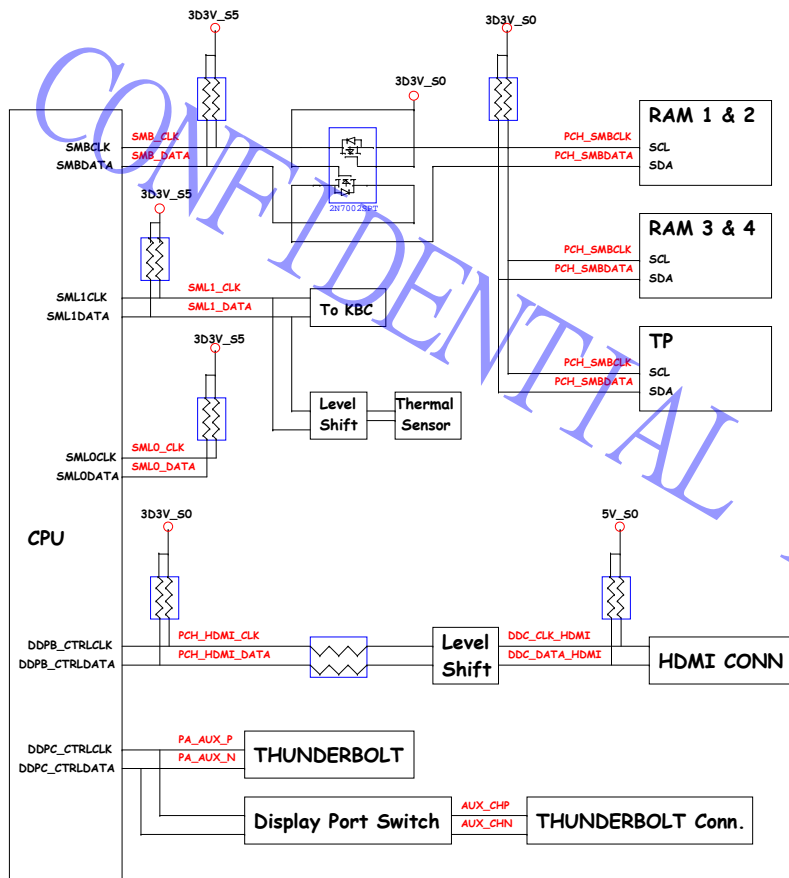 3D3V_S5
3D3V_S0
3D3V_S0
RAM 1 & 2
SMBCLK
SMB_CLK
PCH_SMBCLK
SCL
SMBDATA
SMB_DATA
PCH_SMBDATA
SDA
2N7002SPT
3D3V_S5
RAM 3 & 4
PCH_SMBCLK
SCL
PCH_SMBDATA
SDA
SML1CLK
SML1_CLK
SML1DATA
SML1_DATA
To KBC
3D3V_S5
TP
PCH_SMBCLK
SCL
PCH_SMBDATA
SDA
Level
Shift
Thermal
Sensor
SML0CLK
SML0_CLK
SML0DATA
SML0_DATA
CONFIDENTIAL
CPU
3D3V_S0
5V_S0
DDPB_CTRLCLK
PCH_HDMI_CLK
DDPB_CTRLDATA
PCH_HDMI_DATA
Level
Shift
DDC_CLK_HDMI
DDC_DATA_HDMI
HDMI CONN
DDPC_CTRLCLK
PA_AUX_P
DDPC_CTRLDATA
PA_AUX_N
THUNDERBOLT
Display Port Switch
AUX_CHP
AUX_CHN
THUNDERBOLT Conn.